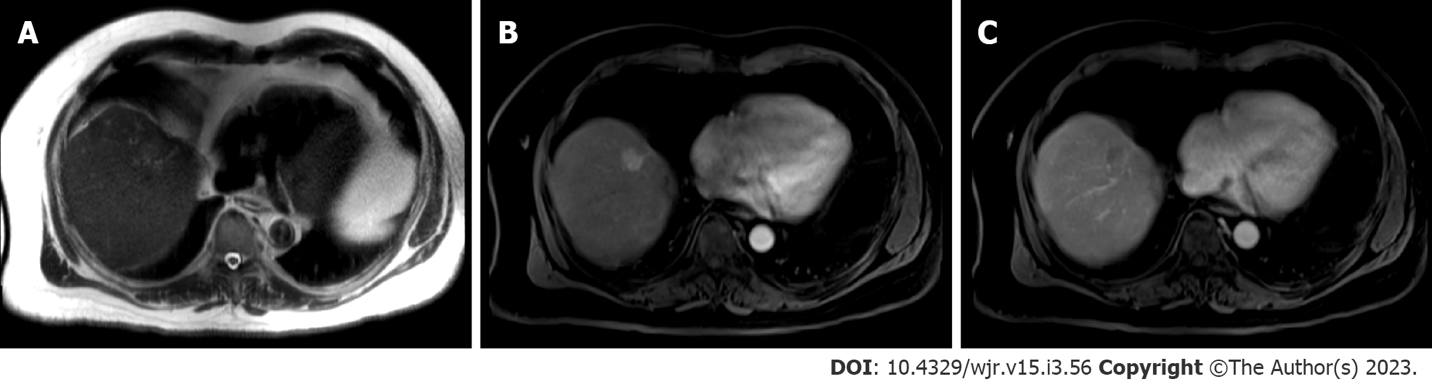 A
B
C
DOI: 10.4329/wjr.v15.i3.56 Copyright ©The Author(s) 2023.